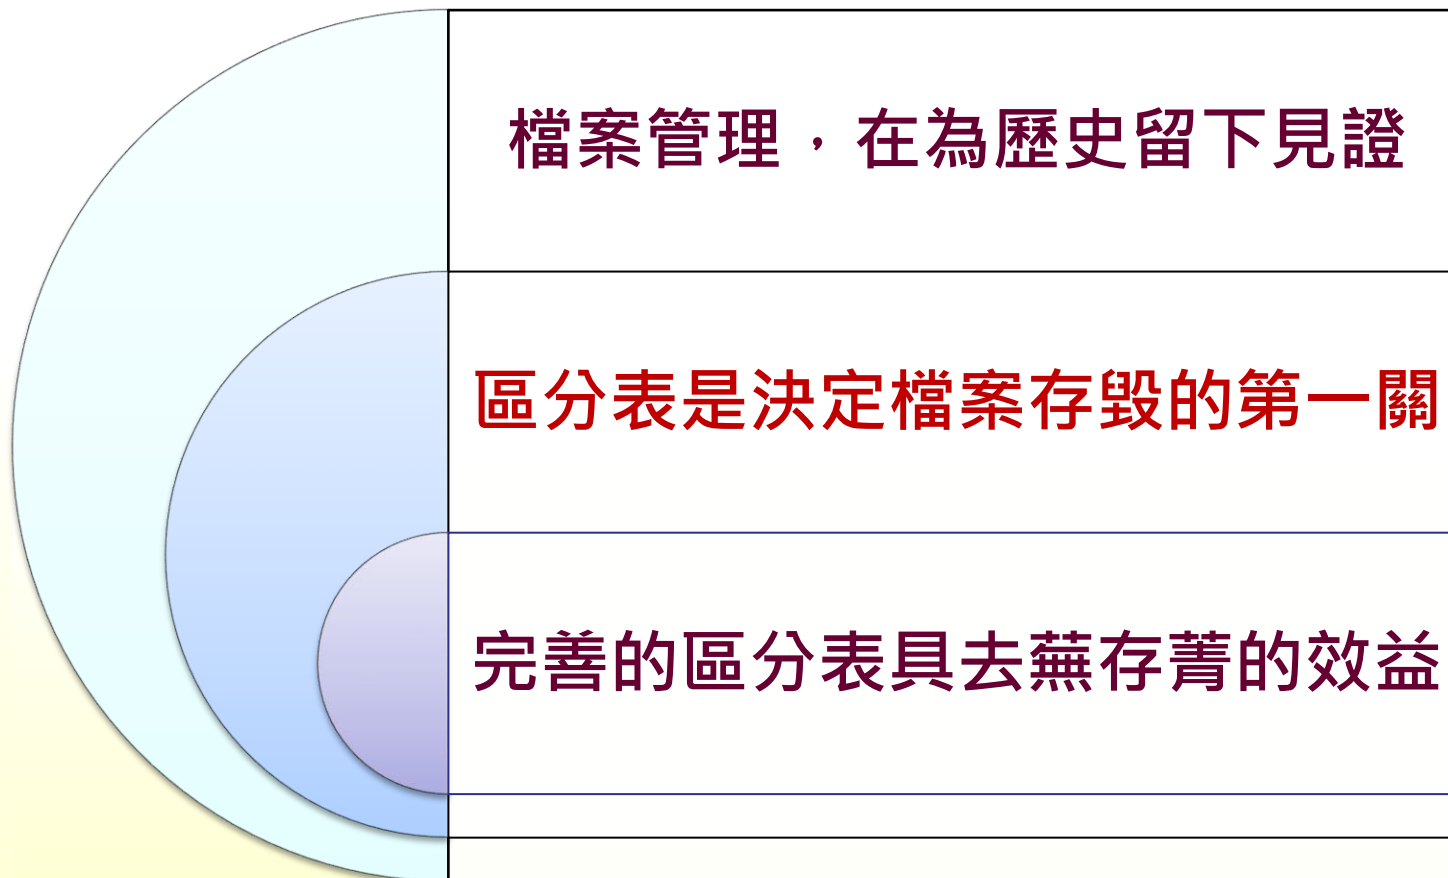 檔案管理，在為歷史留下見證
區分表是決定檔案存毀的第一關
完善的區分表具去蕪存菁的效益